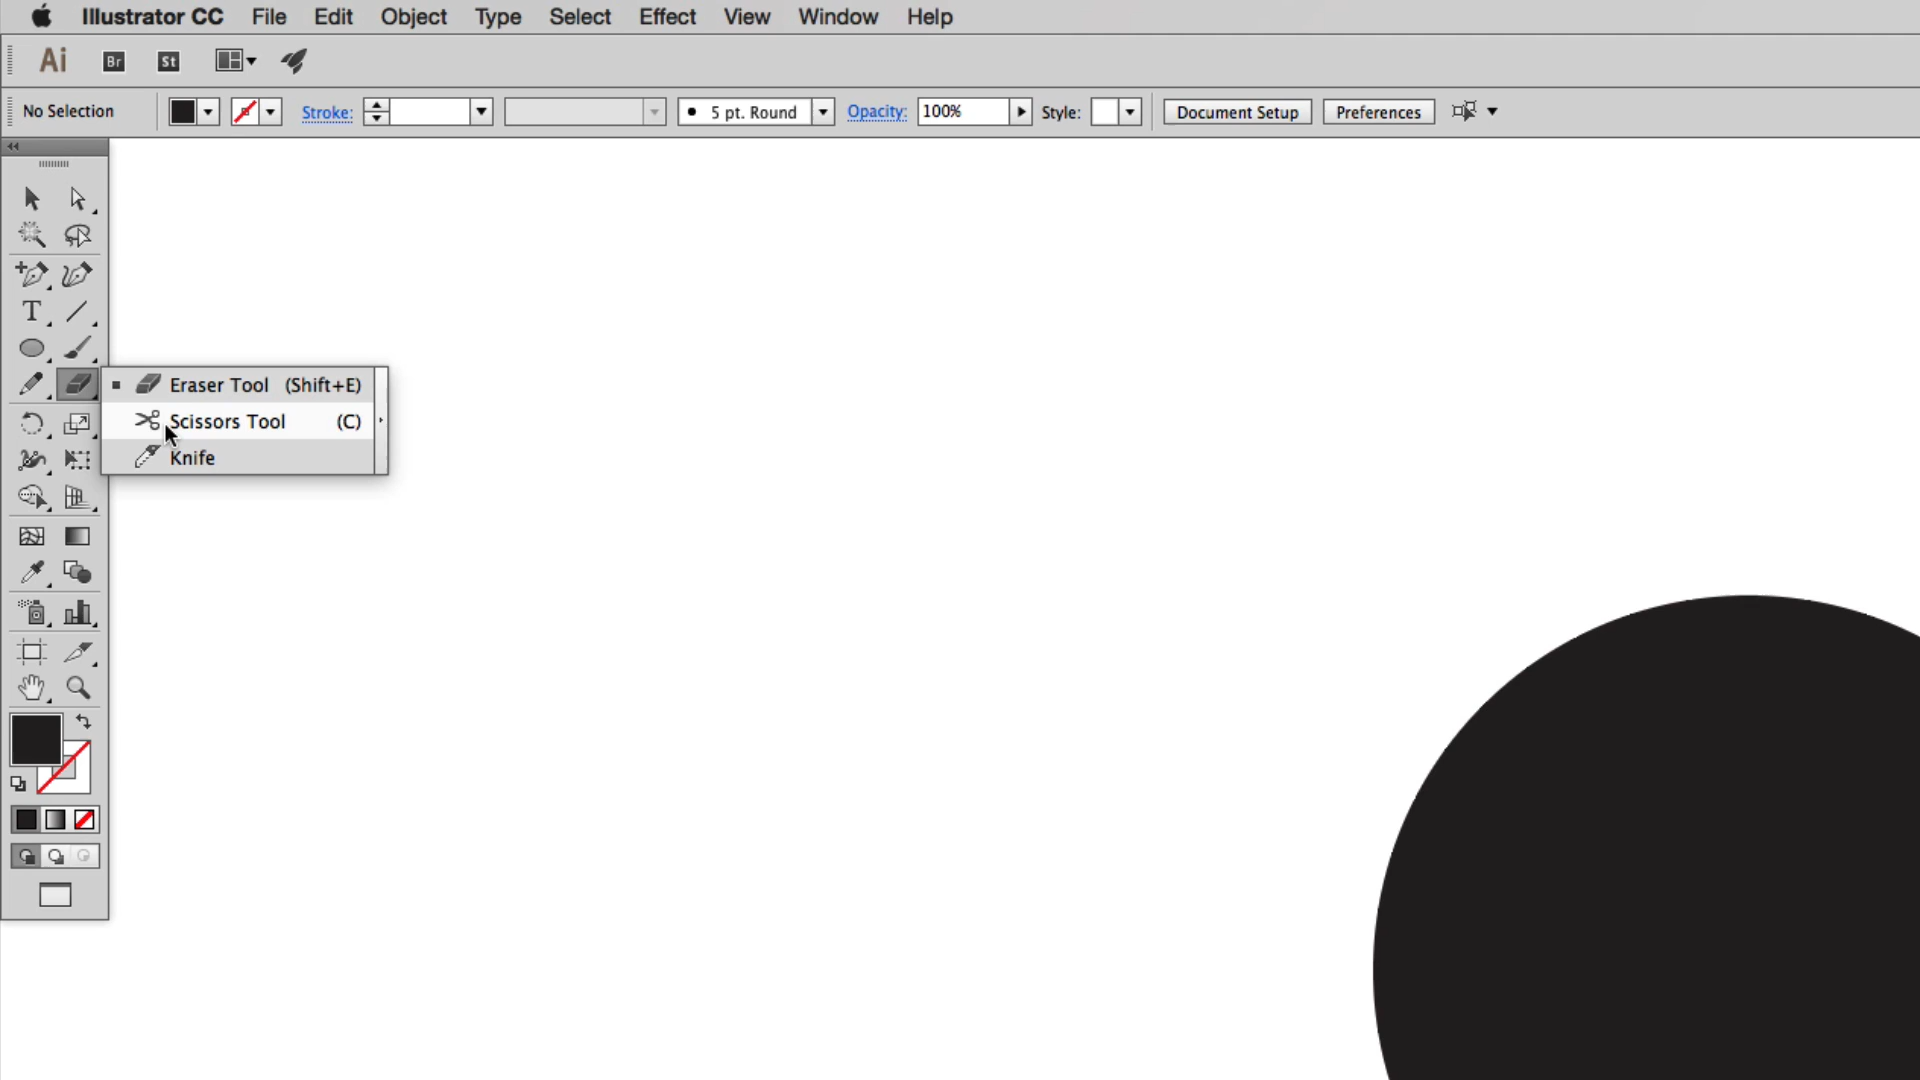 Illustrator CC File Edit Object Type Select Effect View Window Help
Ai Br St
No Selection Stroke: 5 pt. Round Opacity: 100% Style: Document Setup Preferences
T
Eraser Tool (Shift+E)
Scissors Tool (C)
Knife